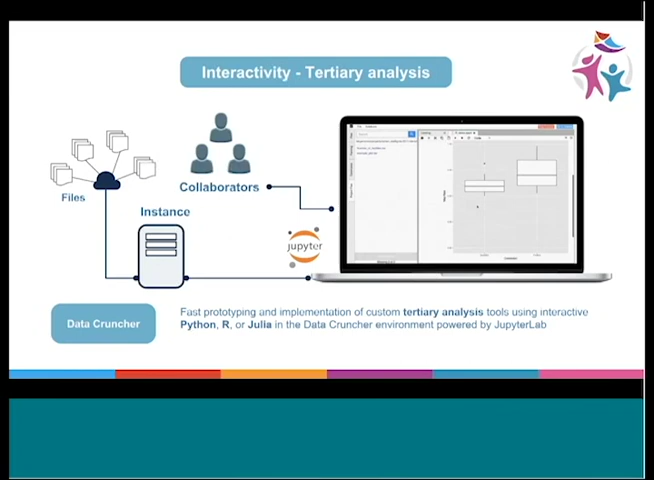 Interactivity - Tertiary analysis
Files
Collaborators
Instance
jupyter
Data Cruncher
Fast prototyping and implementation of custom tertiary analysis tools using interactive
Python, R, or Julia in the Data Cruncher environment powered by JupyterLab